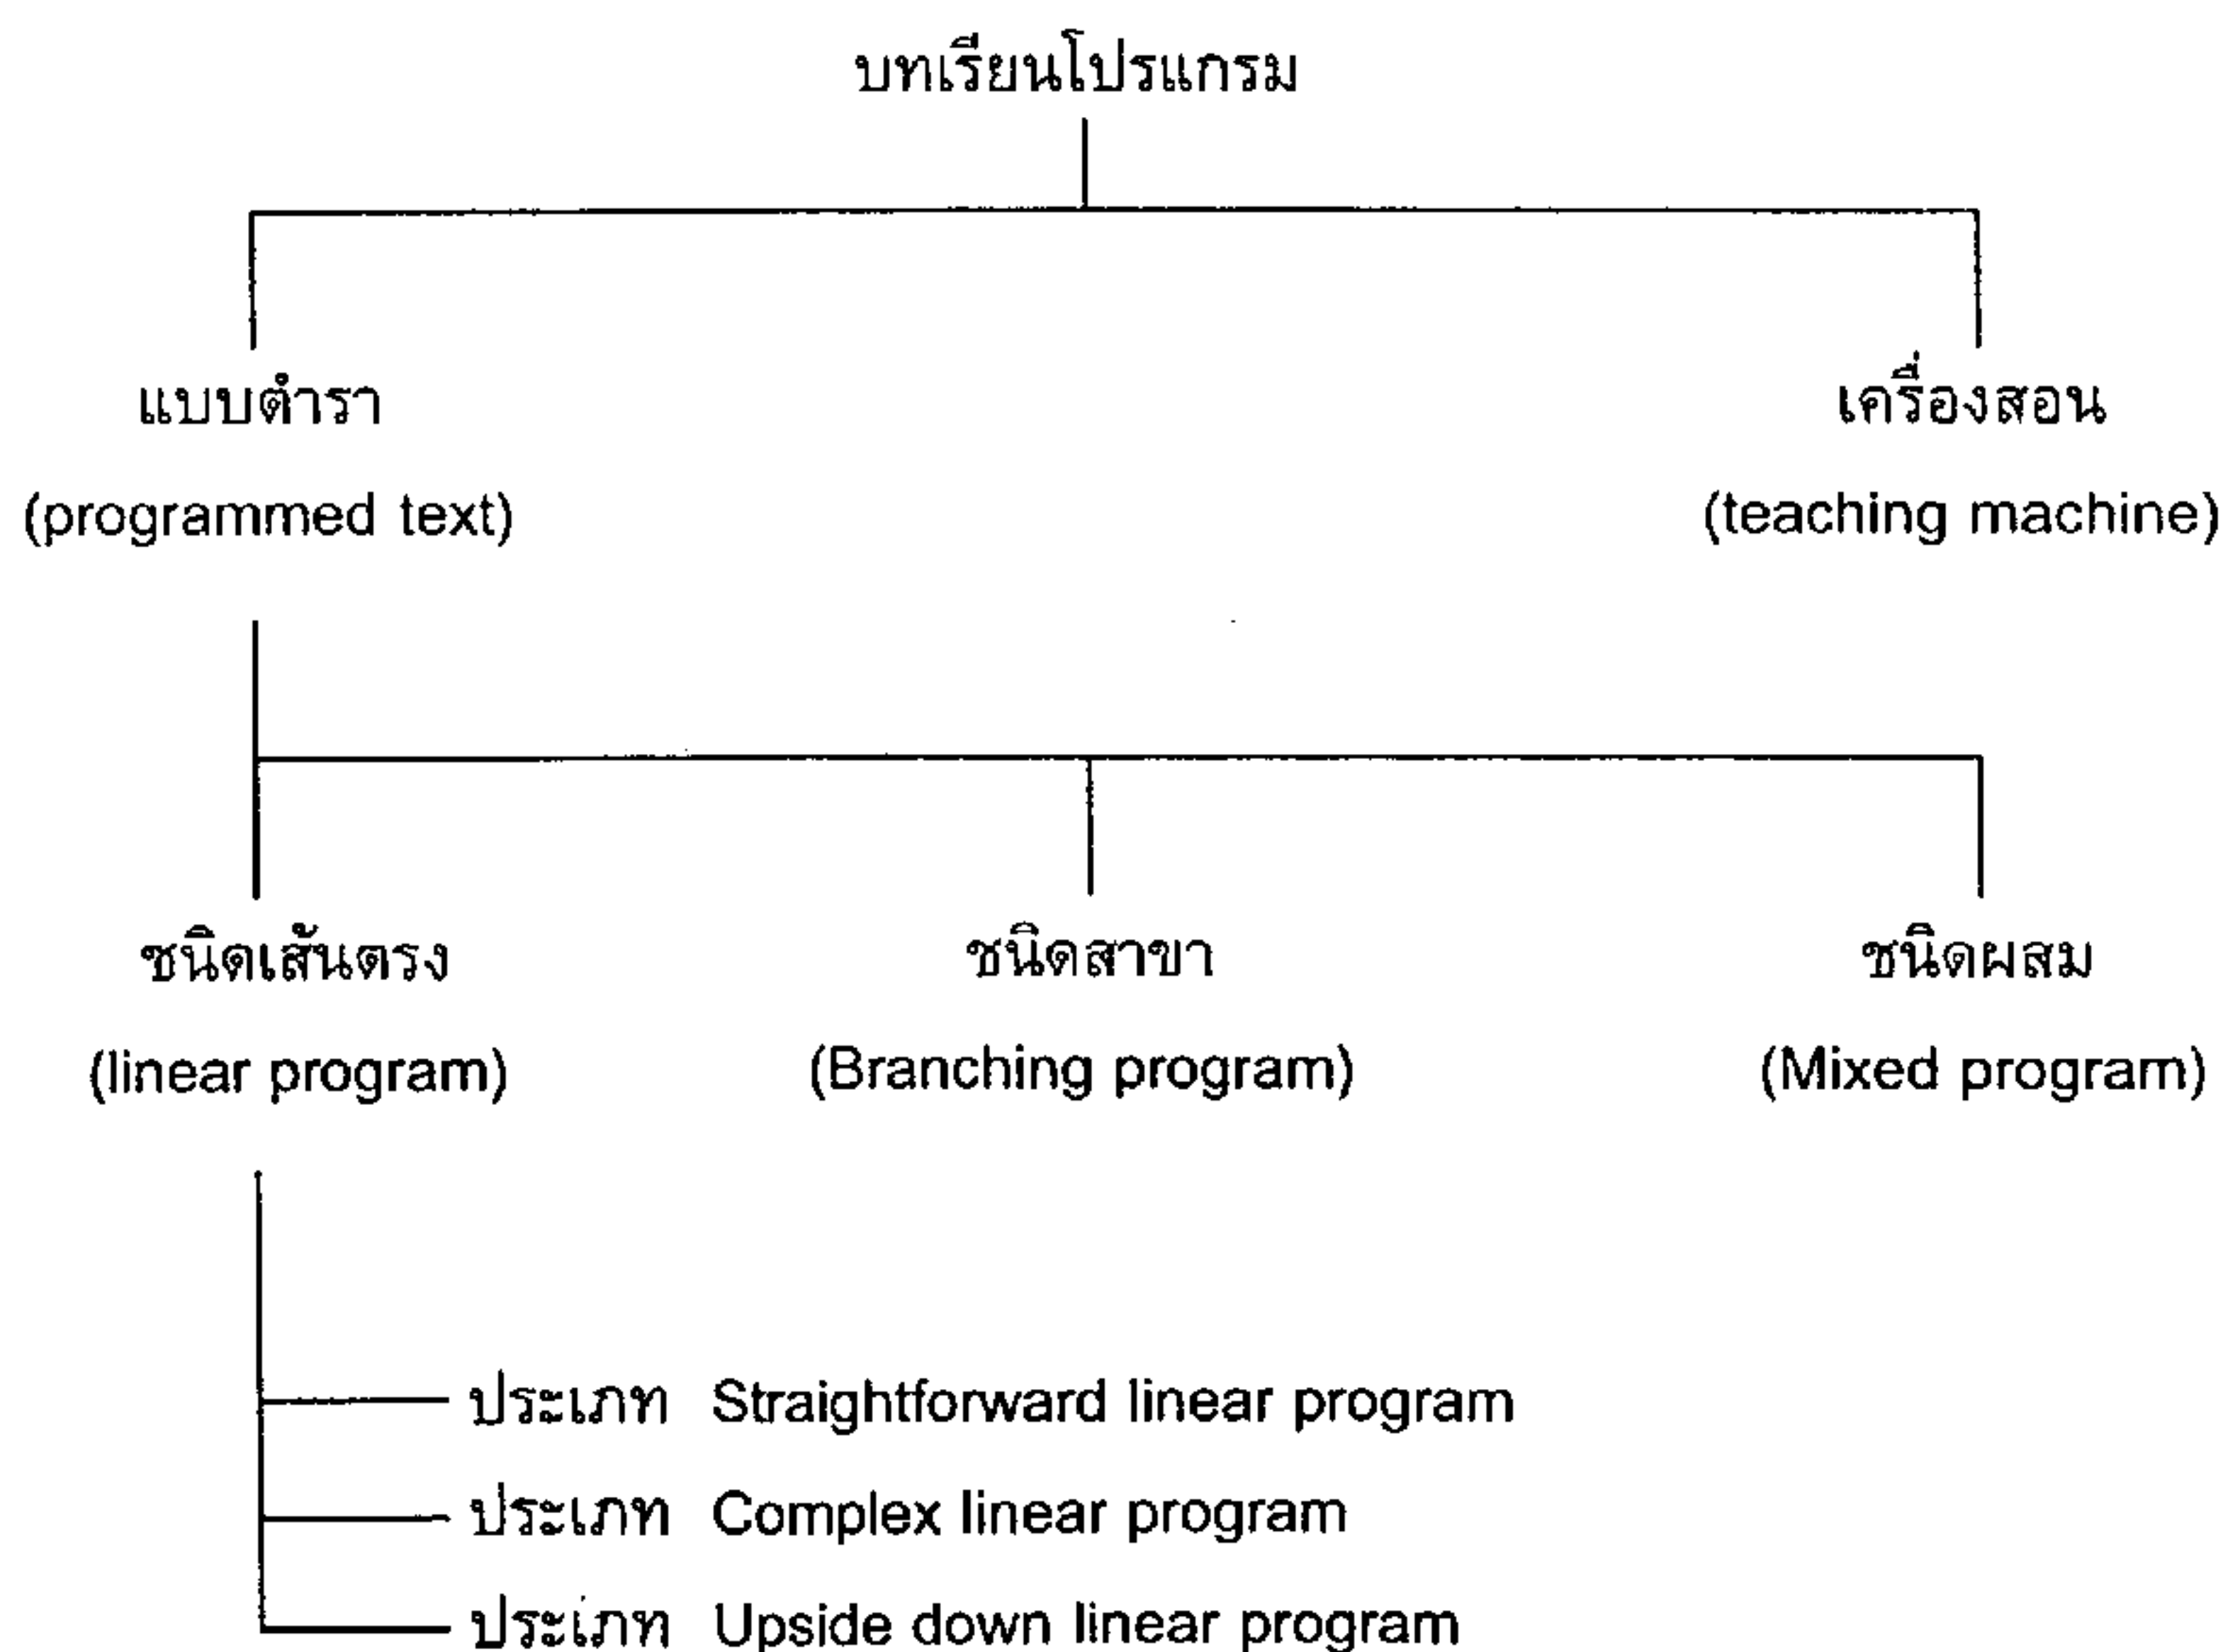 บทเรียนโปรแกรม
แบบตำรา เครื่องสอน
(programmed text) (teaching machine)
ชนิดเส้นตรง ชนิดสาขา ชนิดผสม
(linear program) (Branching program) (Mixed program)
ประเภท Straightforward linear program
ประเภท Complex linear program
ประเภท Upside down linear program